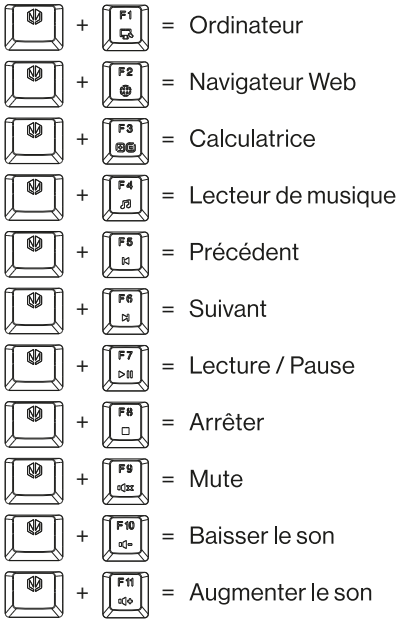 + F1 = Ordinateur
+ F2 = Navigateur Web
+ F3 = Calculatrice
+ F4 = Lecteur de musique
+ F5 = Précédent
+ F6 = Suivant
+ F7 = Lecture / Pause
+ F8 = Arrêter
+ F9 = Mute
+ F10 = Baisser le son
+ F11 = Augmenter le son